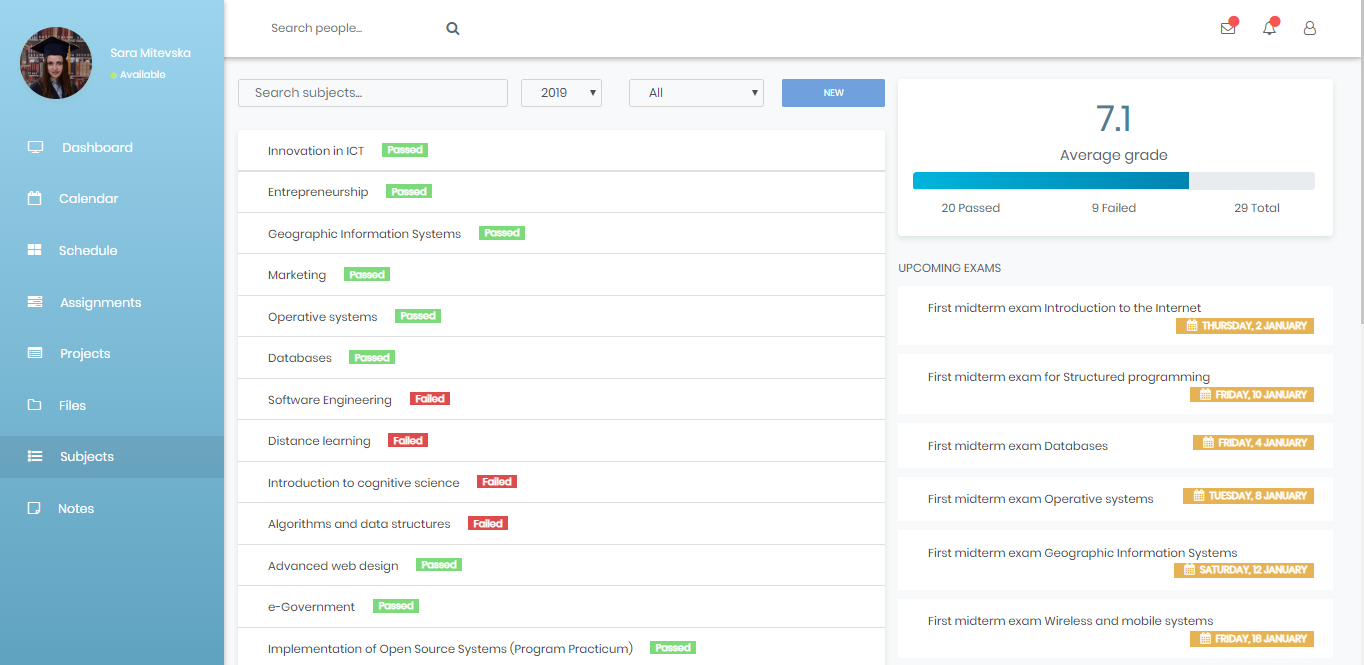 Sara Mitevska
Available
Dashboard
Calendar
Schedule
Assignments
Projects
Files
Subjects
Notes
Search people...
Search subjects...
2019
All
NEW
Innovation in ICT Passed
Entrepreneurship Passed
Geographic Information Systems Passed
Marketing Passed
Operative systems Passed
Databases Passed
Software Engineering Failed
Distance learning Failed
Introduction to cognitive science Failed
Algorithms and data structures Failed
Advanced web design Passed
e-Government Passed
Implementation of Open Source Systems (Program Practicum) Passed
7.1
Average grade
20 Passed 9 Failed 29 Total
UPCOMING EXAMS
First midterm exam Introduction to the Internet
THURSDAY, 2 JANUARY
First midterm exam for Structured programming
FRIDAY, 10 JANUARY
First midterm exam Databases FRIDAY, 4 JANUARY
First midterm exam Operative systems TUESDAY, 8 JANUARY
First midterm exam Geographic Information Systems
SATURDAY, 12 JANUARY
First midterm exam Wireless and mobile systems
FRIDAY, 18 JANUARY